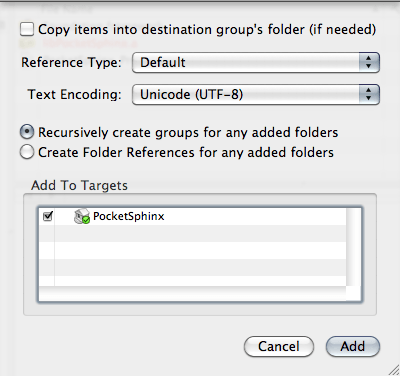 Copy items into destination group's folder (if needed)
Reference Type: Default
Text Encoding: Unicode (UTF-8)
Recursively create groups for any added folders
Create Folder References for any added folders
Add To Targets
PocketSphinx
Cancel Add